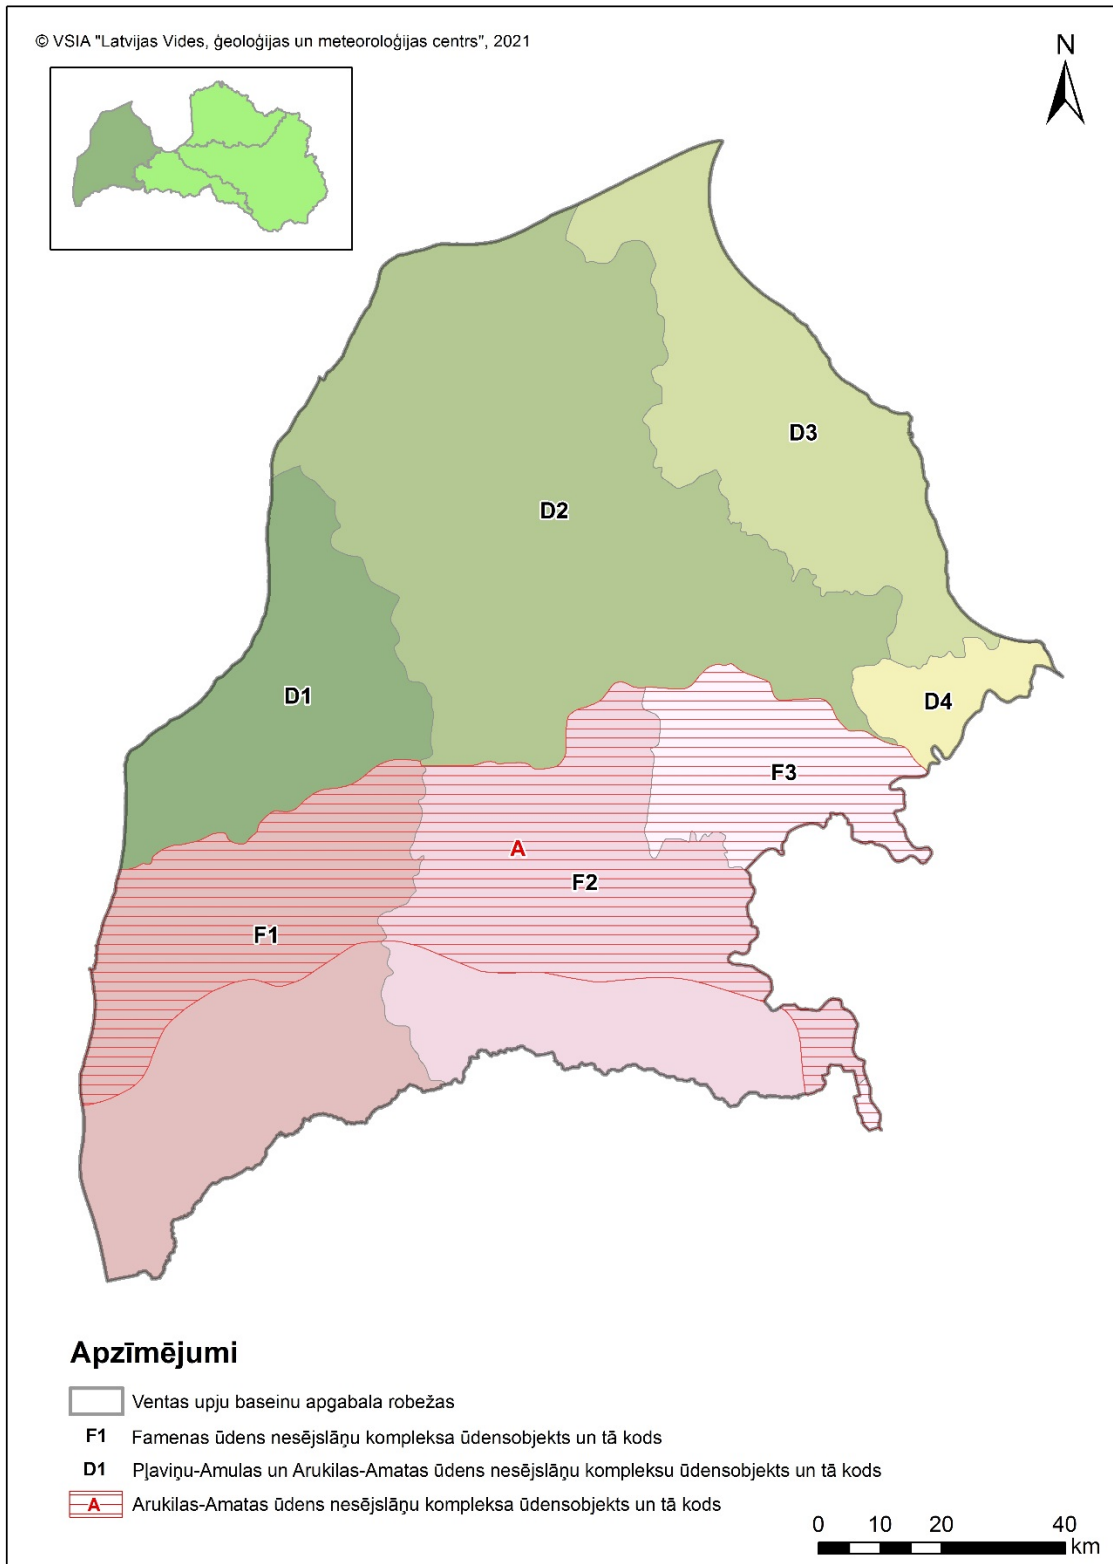 © VSIA "Latvijas Vides, ģeoloģijas un meteoroloģijas centrs", 2021
N
D3
D2
D1
D4
F3
A
F2
F1
Apzīmējumi
Ventas upju baseinu apgabala robežas
F1 Famenas ūdens nesējslāņu kompleksa ūdensobjekts un tā kods
D1 Pļaviņu-Amulas un Arukilas-Amatas ūdens nesējslāņu kompleksu ūdensobjekts un tā kods
A Arukilas-Amatas ūdens nesējslāņu kompleksa ūdensobjekts un tā kods
0 10 20 40
km